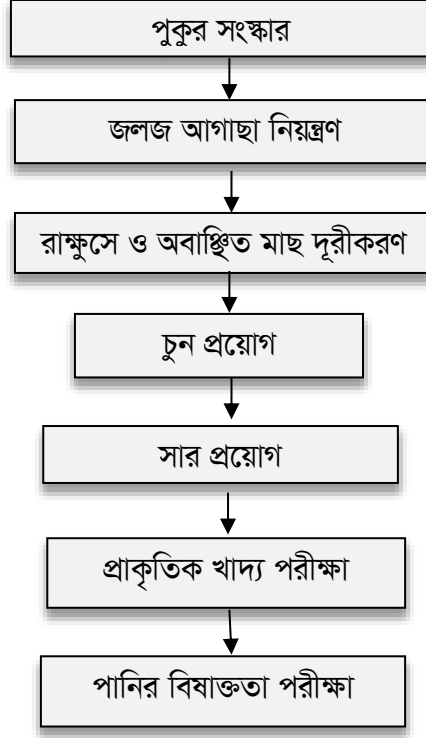 পুকুর সংস্কার
জলজ আগাছা নিয়ন্ত্রণ
রাক্ষুসে ও অবাঞ্ছিত মাছ দূরীকরণ
চুন প্রয়োগ
সার প্রয়োগ
প্রাকৃতিক খাদ্য পরীক্ষা
পানির বিষাক্ততা পরীক্ষা